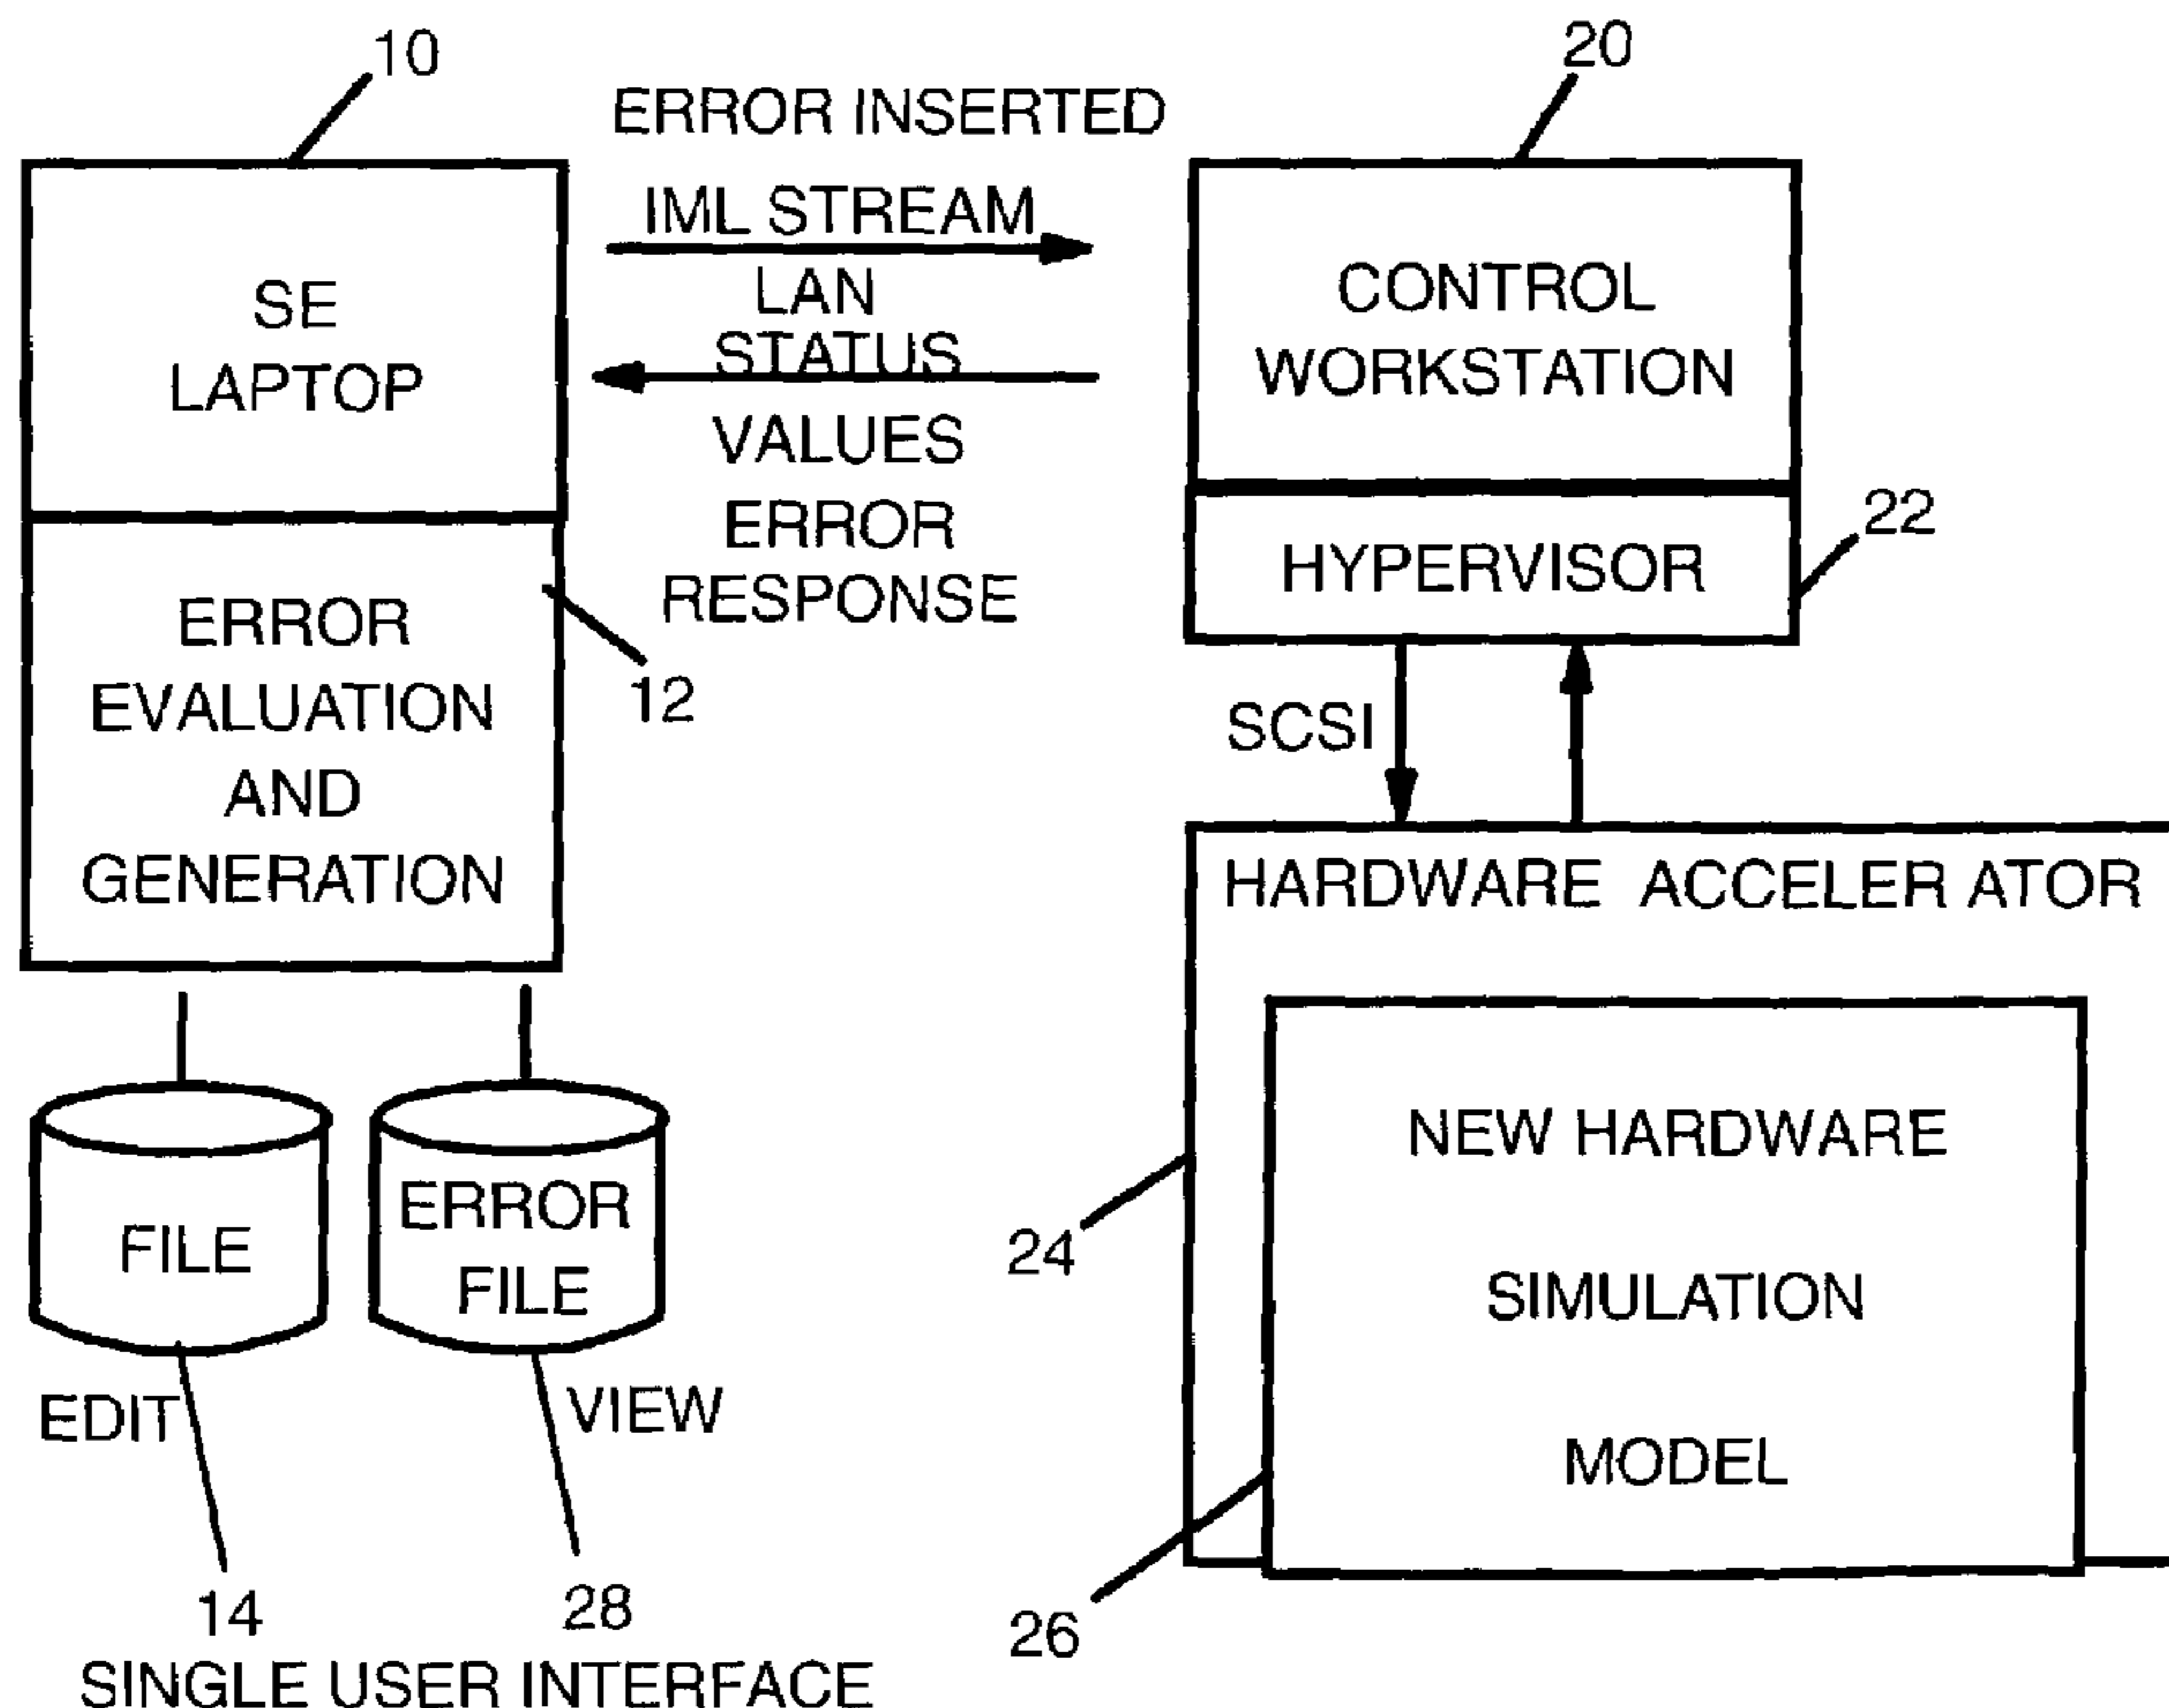 10
20
ERROR INSERTED
IML STREAM
LAN
STATUS
VALUES
ERROR
RESPONSE
SE
LAPTOP
ERROR
EVALUATION
AND
GENERATION
12
CONTROL
WORKSTATION
HYPERVISOR
22
SCSI
HARDWARE ACCELER ATOR
NEW HARDWARE
SIMULATION
MODEL
24
26
FILE
ERROR
FILE
EDIT
VIEW
14
28
SINGLE USER INTERFACE